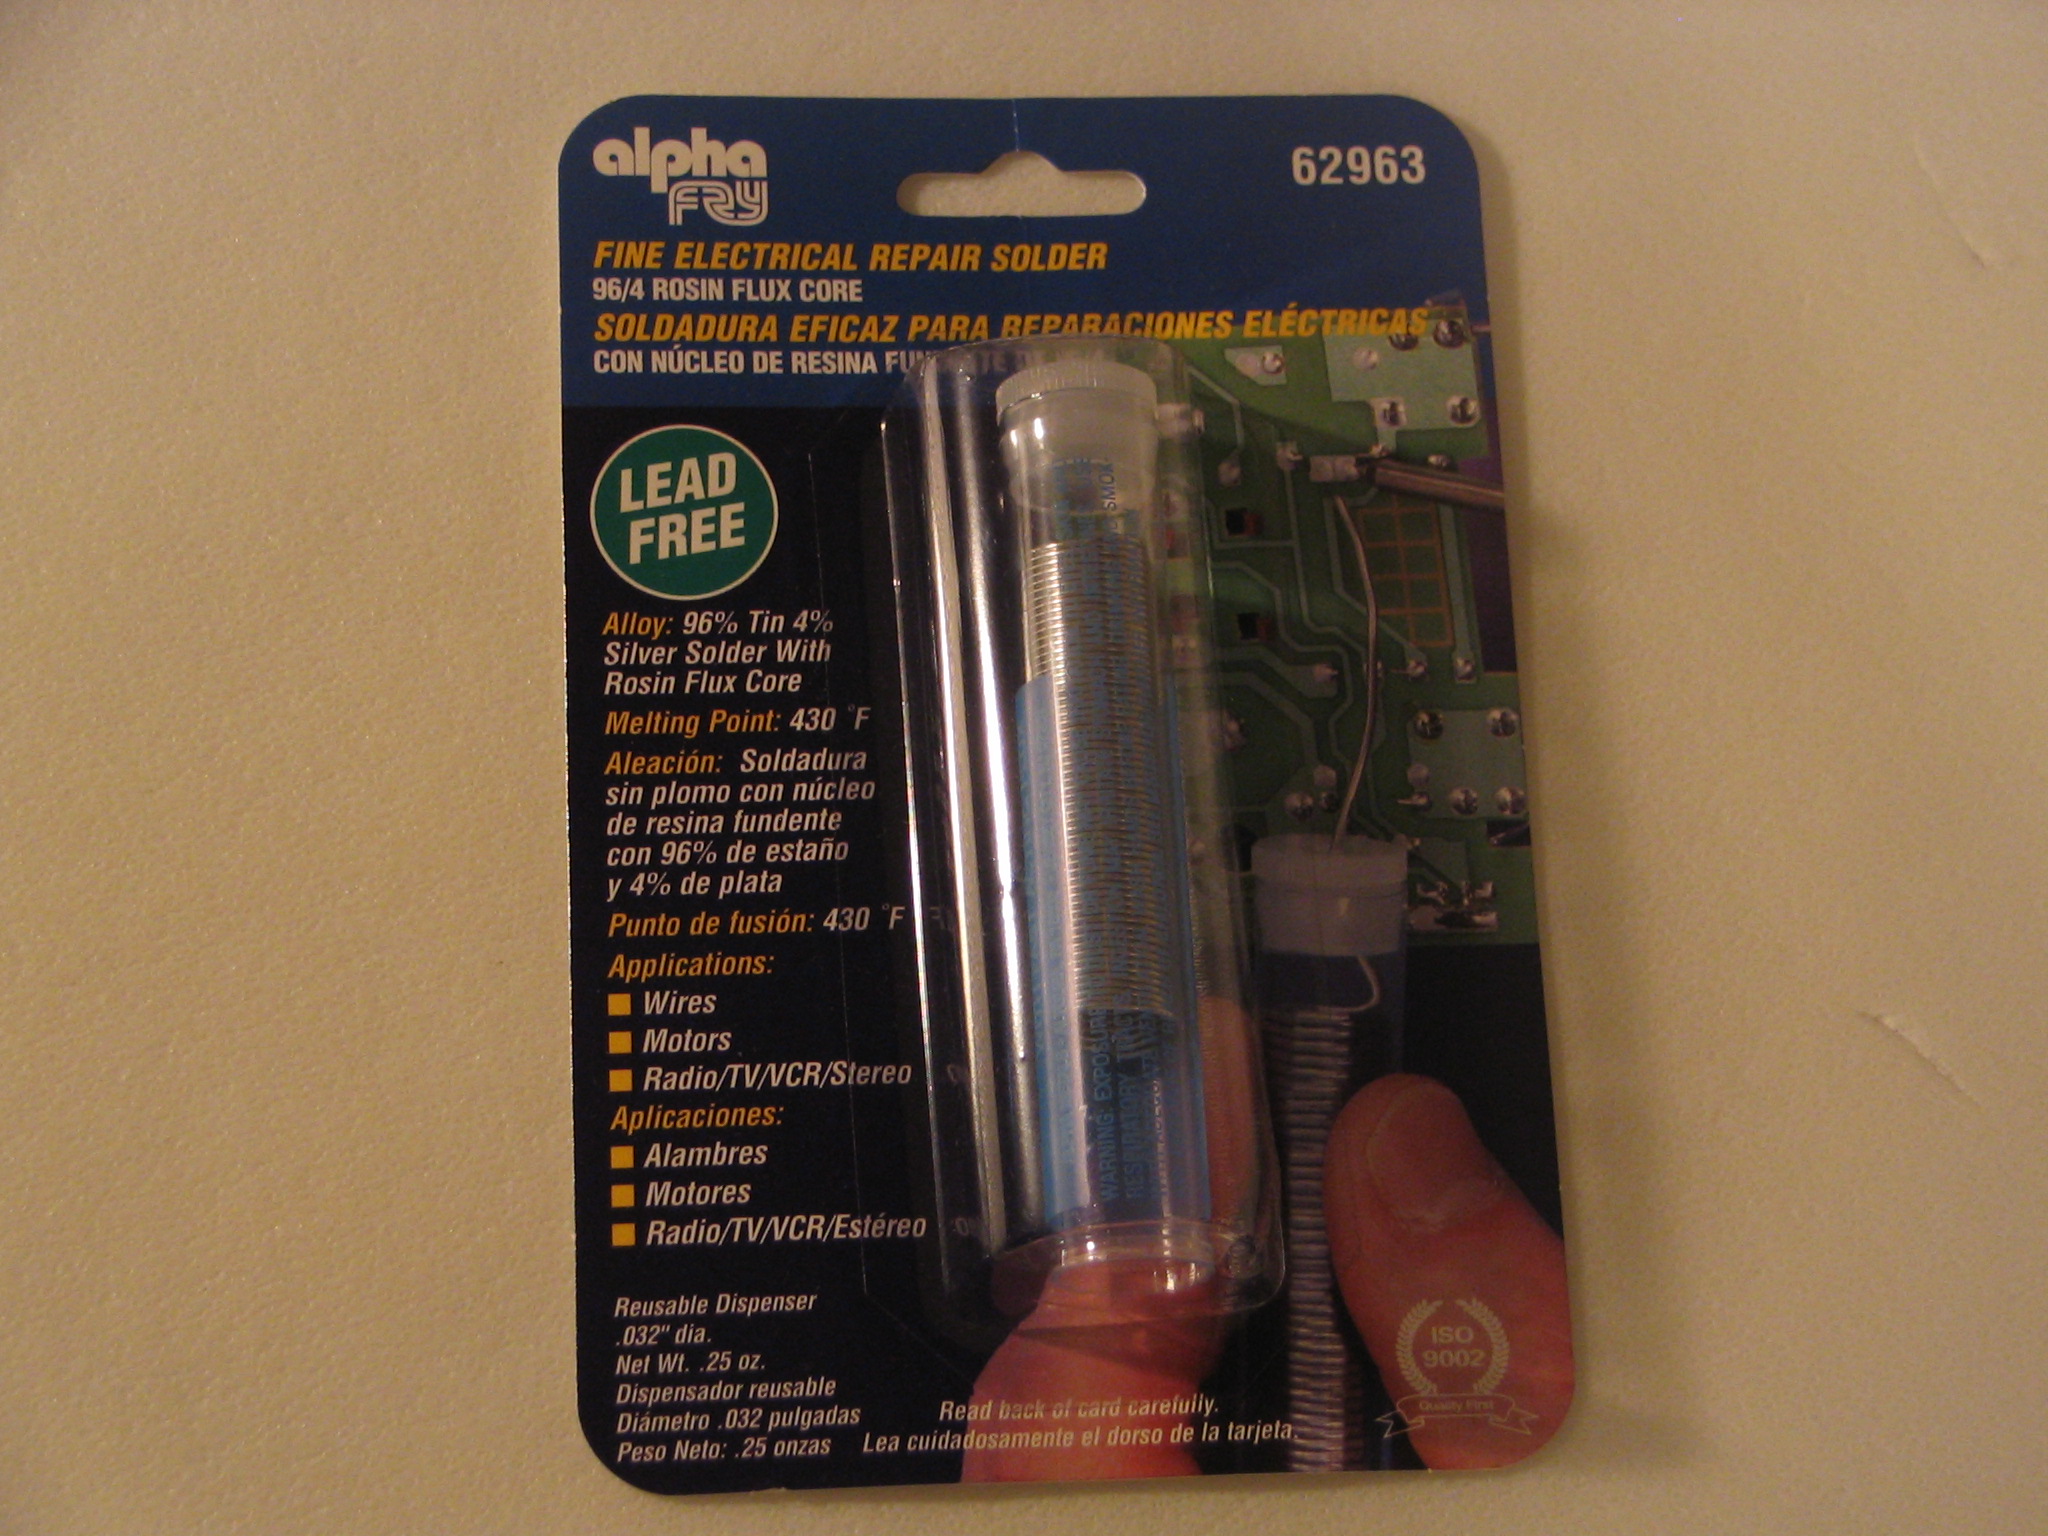 alpha
FRY
62963
FINE ELECTRICAL REPAIR SOLDER
96/4 ROSIN FLUX CORE
SOLDADURA EFICAZ PARA REPARACIONES ELÉCTRICAS
CON NÚCLEO DE RESINA
LEAD
FREE
Alloy: 96% Tin 4%
Silver Solder With
Rosin Flux Core
Melting Point: 430 °F
Aleación: Soldadura
sin plomo con núcleo
de resina fundente
con 96% de estaño
y 4% de plata
Punto de fusión: 430 °F
Applications:
Wires
Motors
Radio/TV/VCR/Stereo
Aplicaciones:
Alambres
Motores
Radio/TV/VCR/Estéreo
Reusable Dispenser
.032" dia.
Net Wt. .25 oz.
Dispensador reusable
Diámetro .032 pulgadas
Peso Neto: .25 onzas
Read back of card carefully.
Lea cuidadosamente el dorso de la tarjeta.
ISO
9002
Quality First
WARNING: EXPOSURE
RESPIRATORY